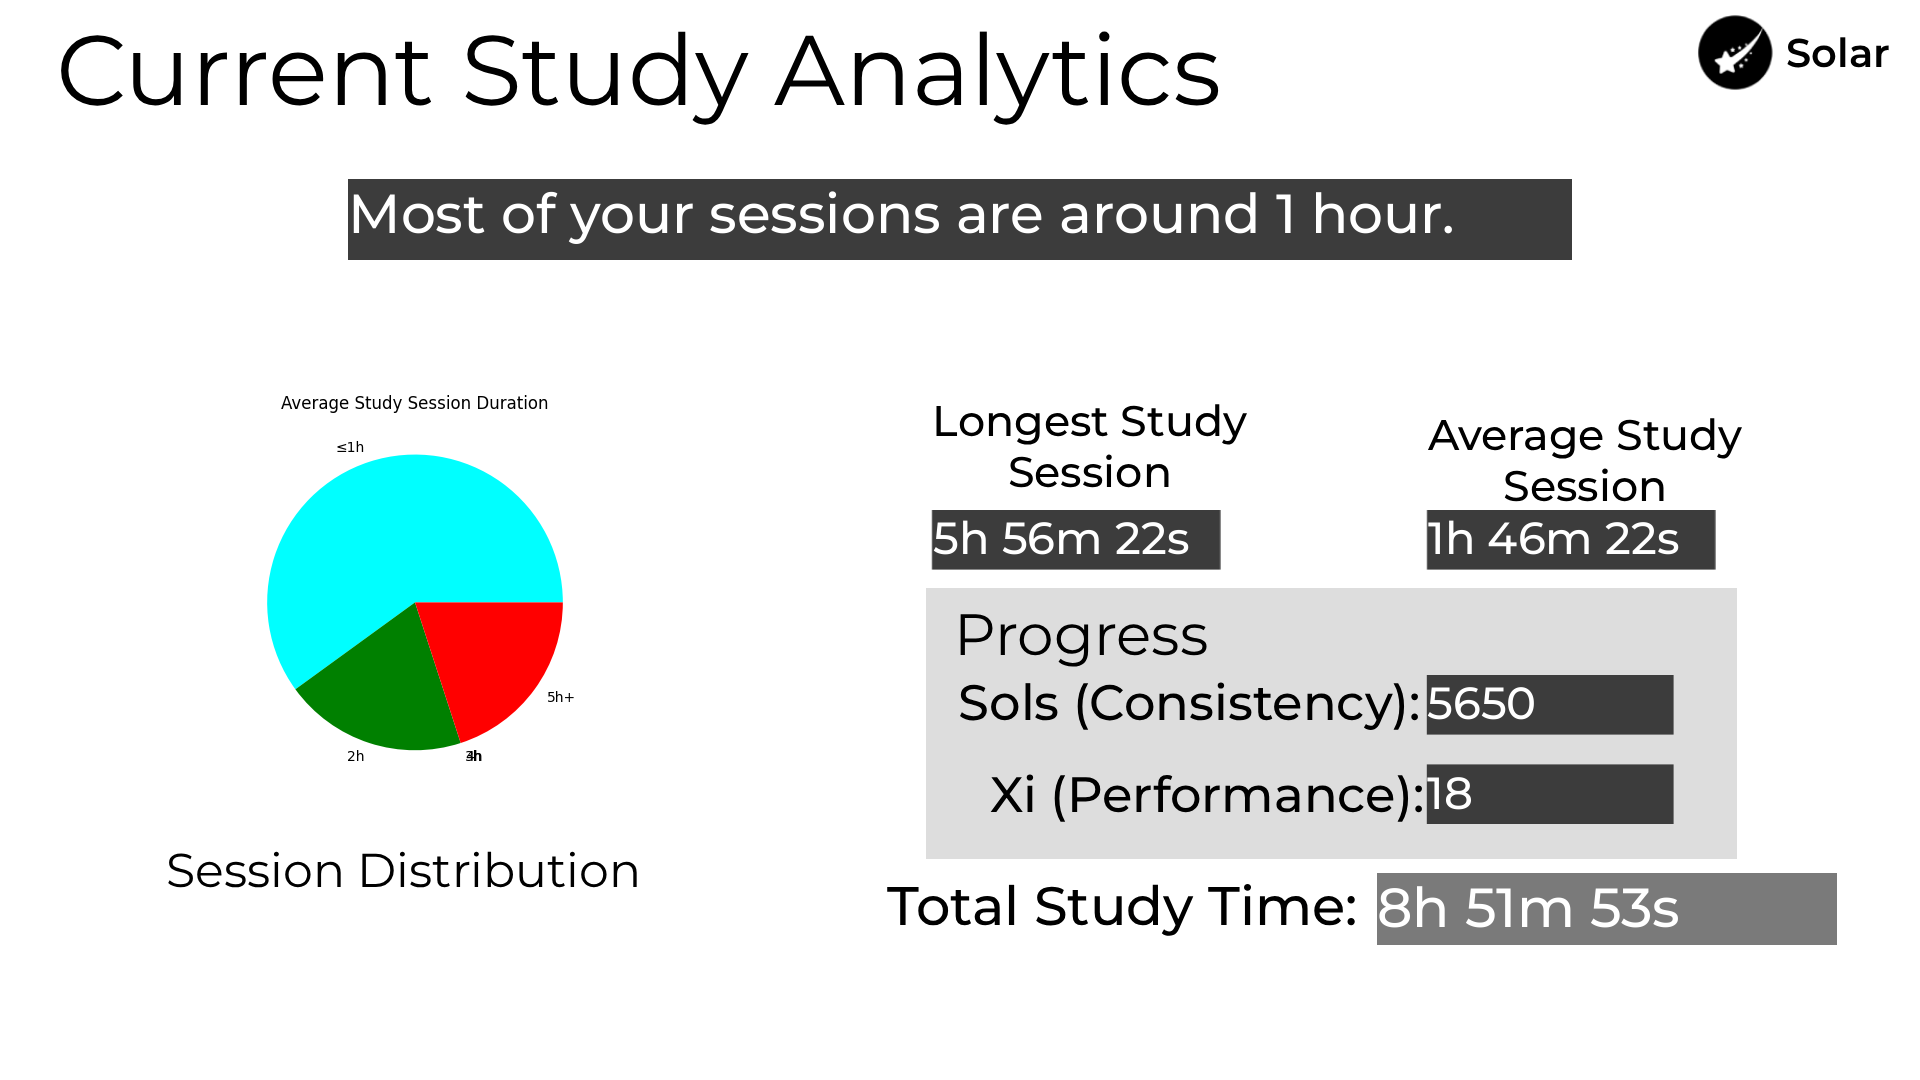 Current Study Analytics
Solar
Most of your sessions are around 1 hour.
Average Study Session Duration
≤1h
5h+
2h
Session Distribution
Longest Study
Session
5h 56m 22s
Average Study
Session
1h 46m 22s
Progress
Sols (Consistency): 5650
Xi (Performance): 18
Total Study Time: 8h 51m 53s